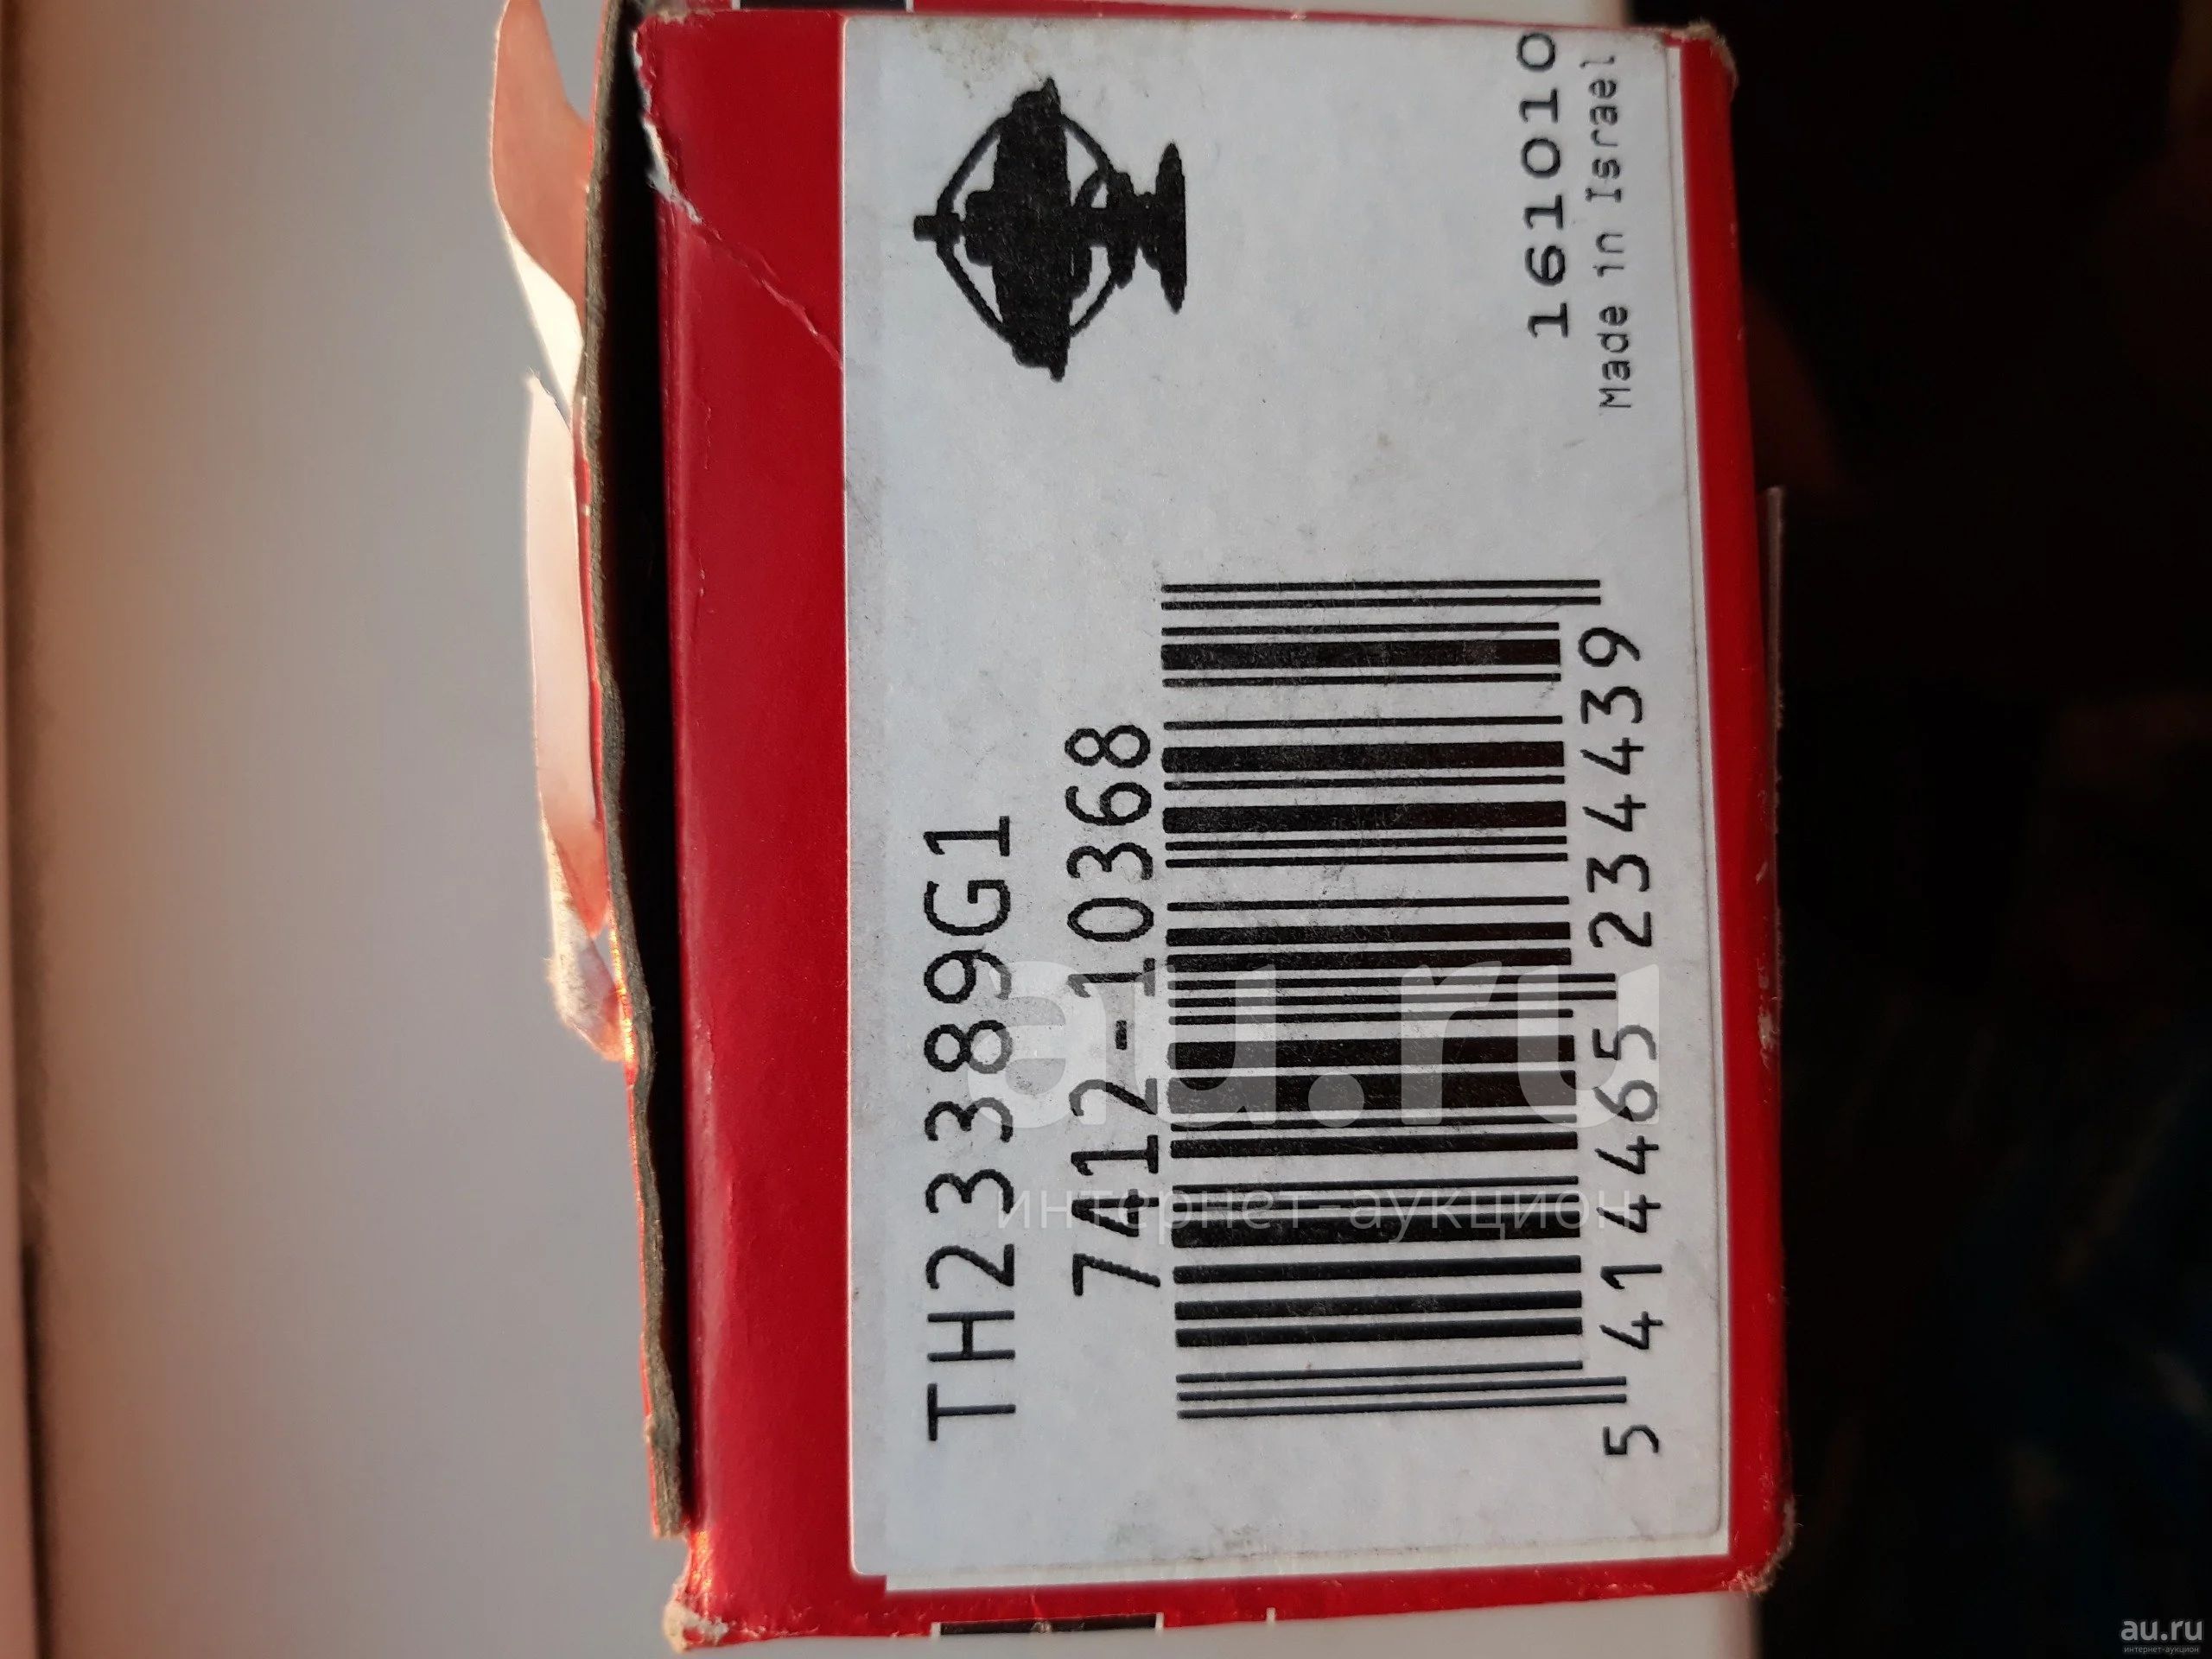 TH23389G1
7412-10368
5 414465 234439
161010
Made in Israel
au.ru
интернет-аукцион
au.ru
интернет-аукцион